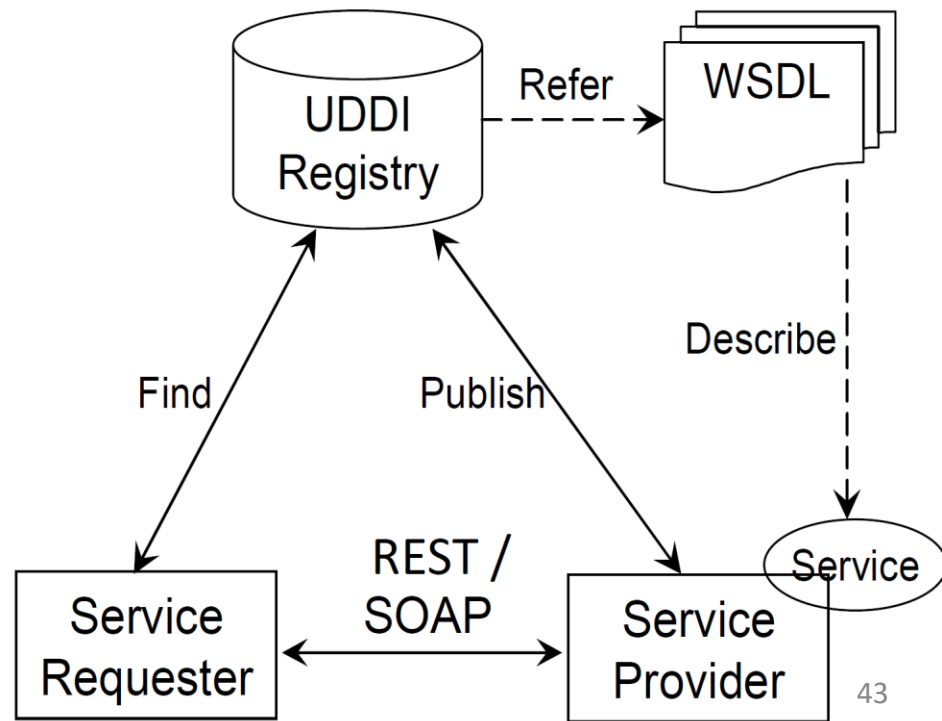 UDDI
Registry
Refer
WSDL
Find
Publish
Describe
REST /
SOAP
Service
Requester
Service
Provider
Service
43